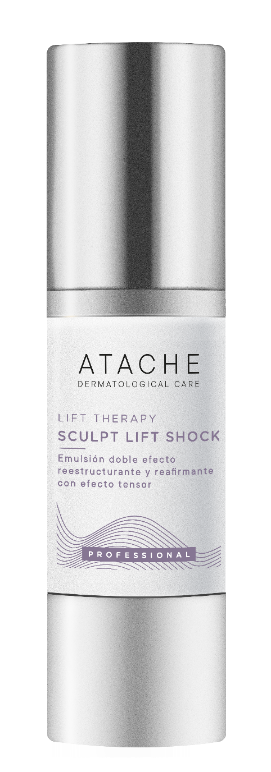 ATACHE
DERMATOLOGICAL CARE
LIFT THERAPY
SCULPT LIFT SHOCK
Emulsión doble efecto
reestructurante y reafirmante
con efecto tensor
PROFESSIONAL